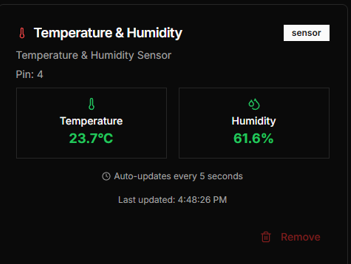 Temperature & Humidity
sensor
Temperature & Humidity Sensor
Pin: 4
Temperature
23.7°C
Humidity
61.6%
Auto-updates every 5 seconds
Last updated: 4:48:26 PM
Remove